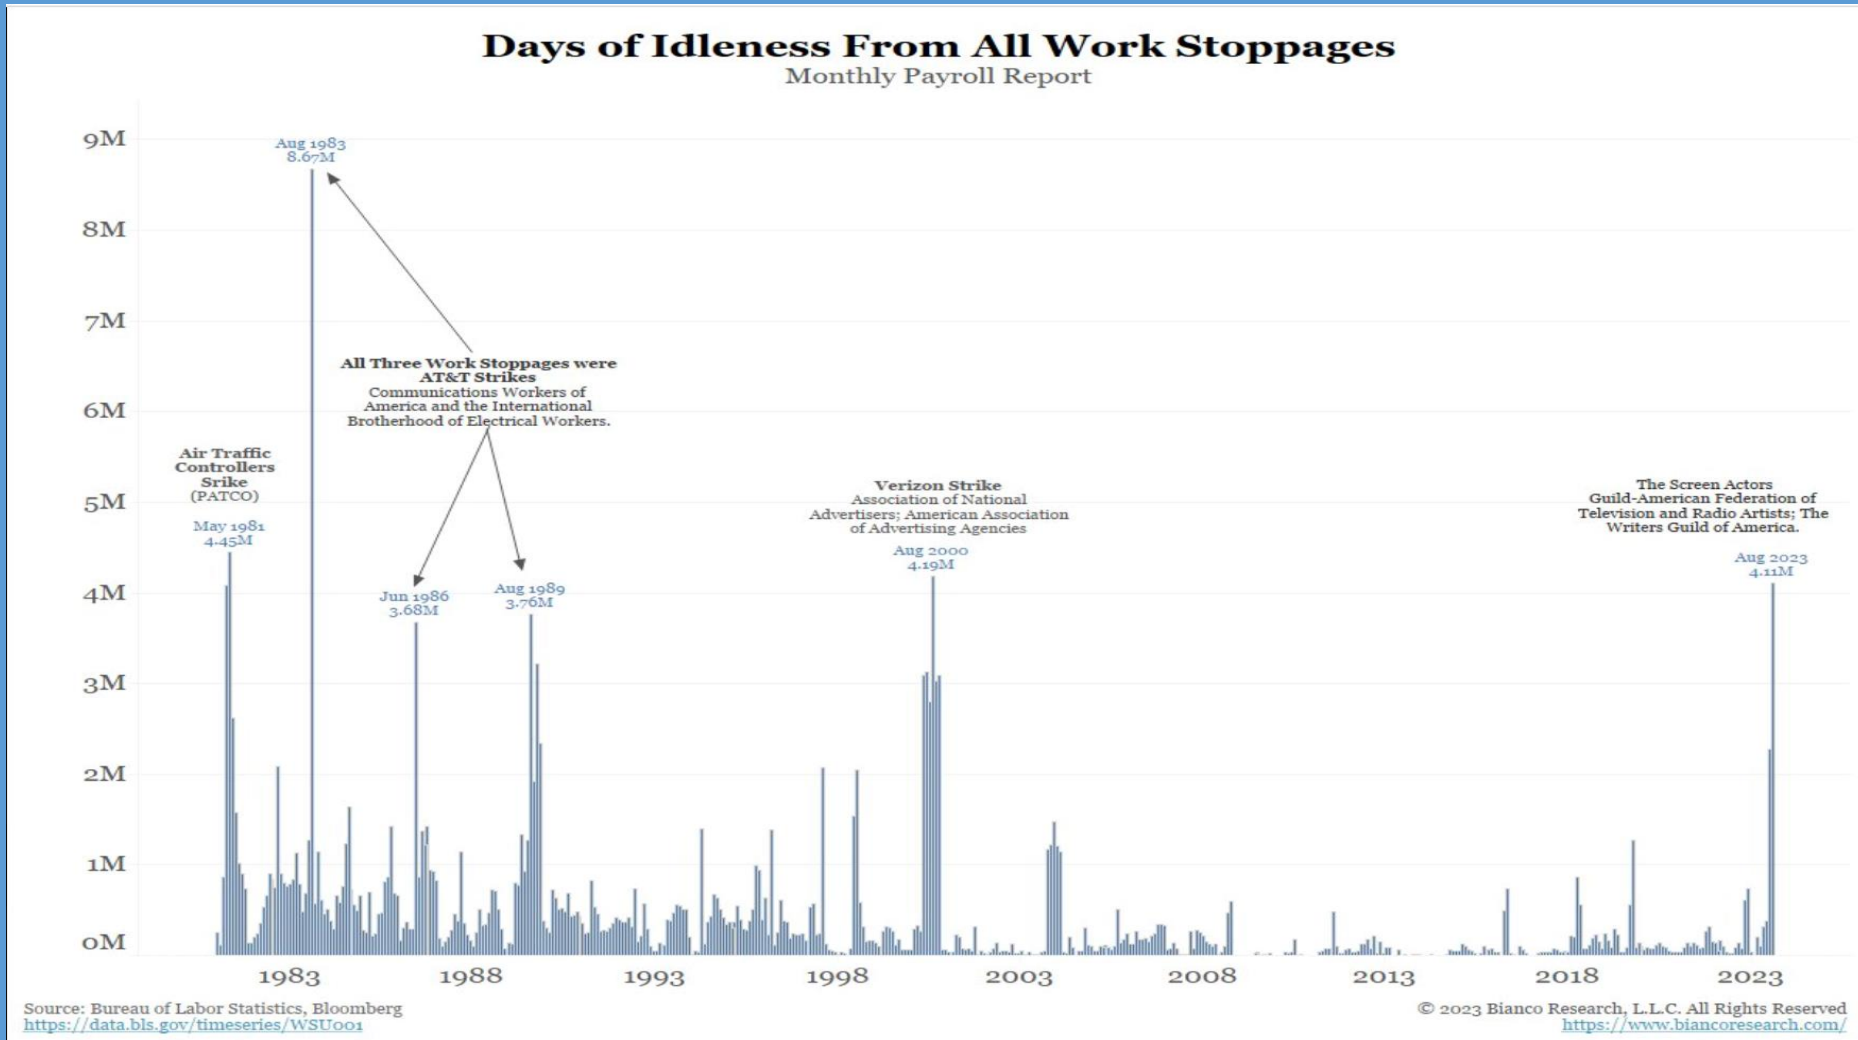 Days of Idleness From All Work Stoppages
Monthly Payroll Report
9M
8M
7M
6M
5M
4M
3M
2M
1M
0M
Aug 1983
8.67M
All Three Work Stoppages were
AT&T Strikes
Communications Workers of
America and the International
Brotherhood of Electrical Workers.
Air Traffic
Controllers
Srike
(PATCO)
May 1981
4.45M
Jun 1986
3.68M
Aug 1989
3.76M
Verizon Strike
Association of National
Advertisers; American Association
of Advertising Agencies
Aug 2000
4.19M
The Screen Actors
Guild-American Federation of
Television and Radio Artists; The
Writers Guild of America.
Aug 2023
4.11M
1983 1988 1993 1998 2003 2008 2013 2018 2023
Source: Bureau of Labor Statistics, Bloomberg
https://data.bls.gov/timeseries/WSU001
© 2023 Bianco Research, L.L.C. All Rights Reserved
https://www.biancoresearch.com/